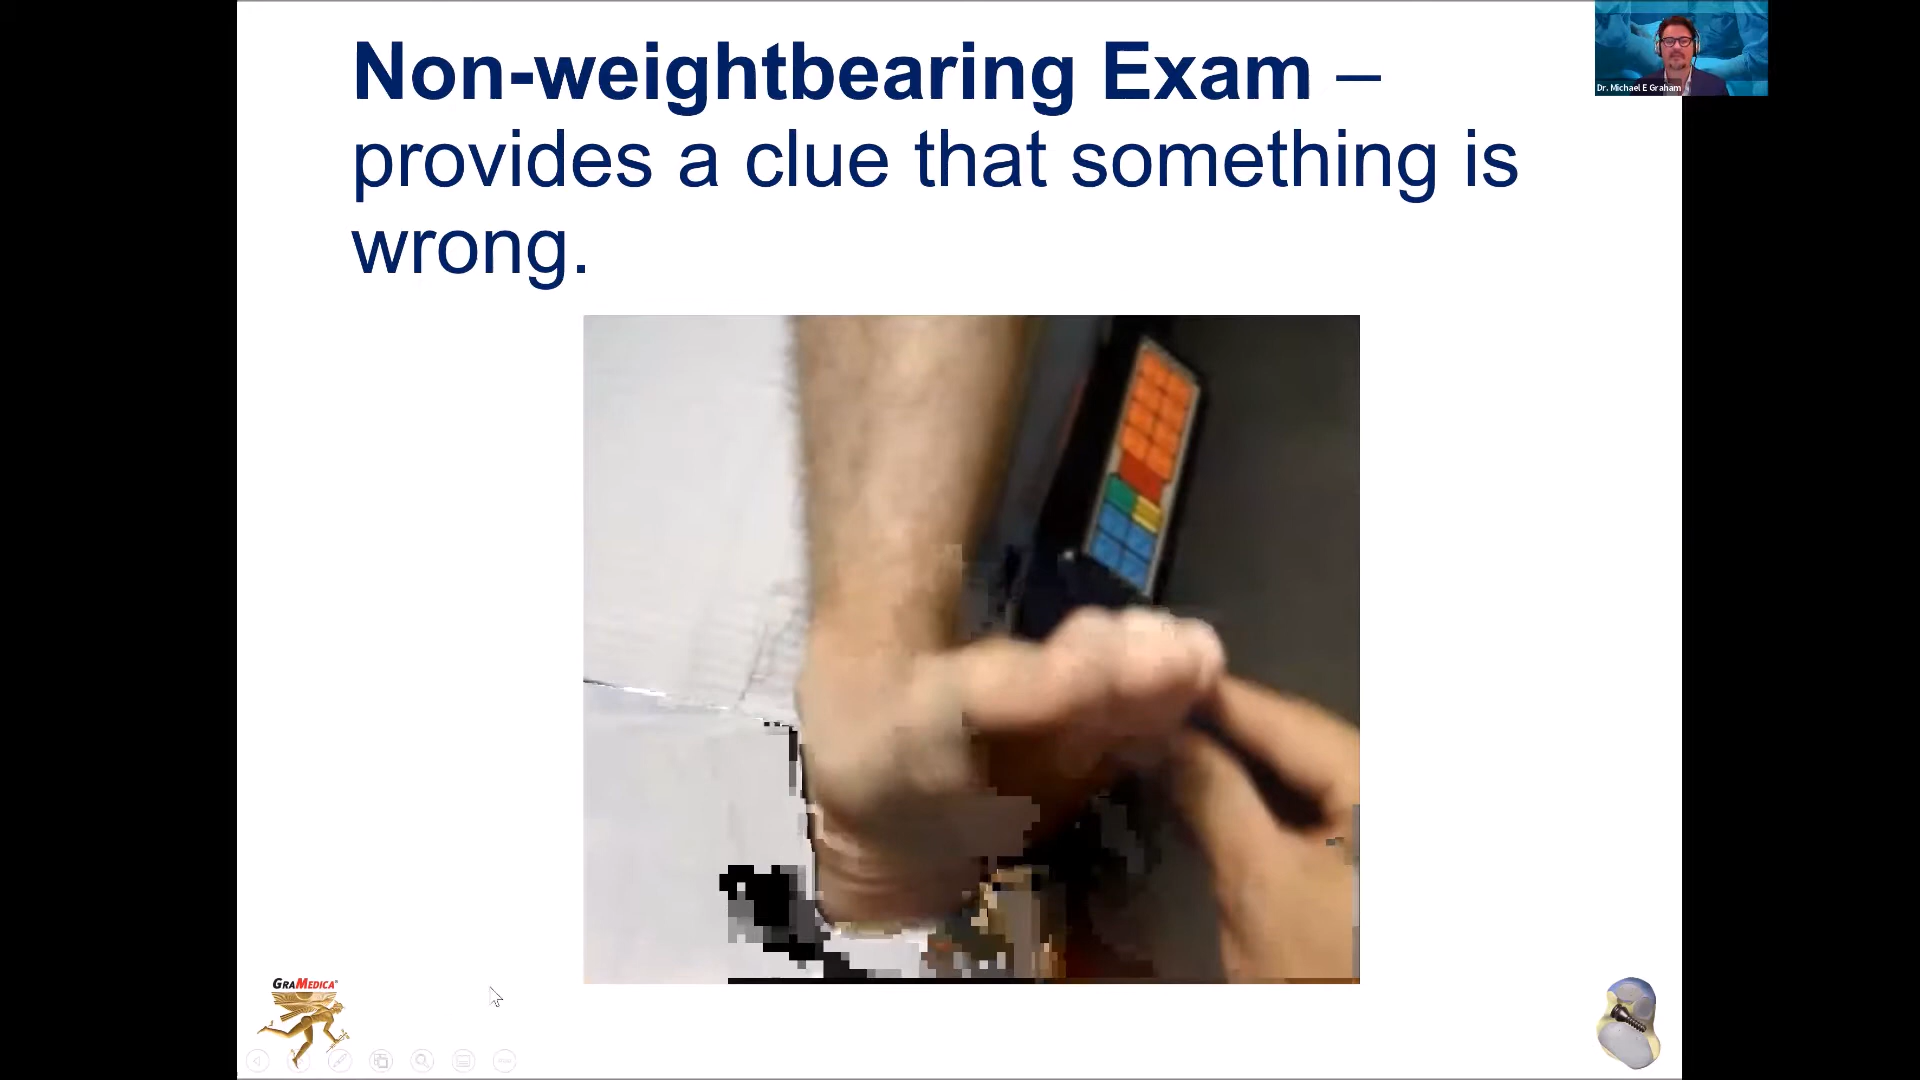 Non-weightbearing Exam –
provides a clue that something is
wrong.
Dr. Michael E Graham
GRAMEDICA®